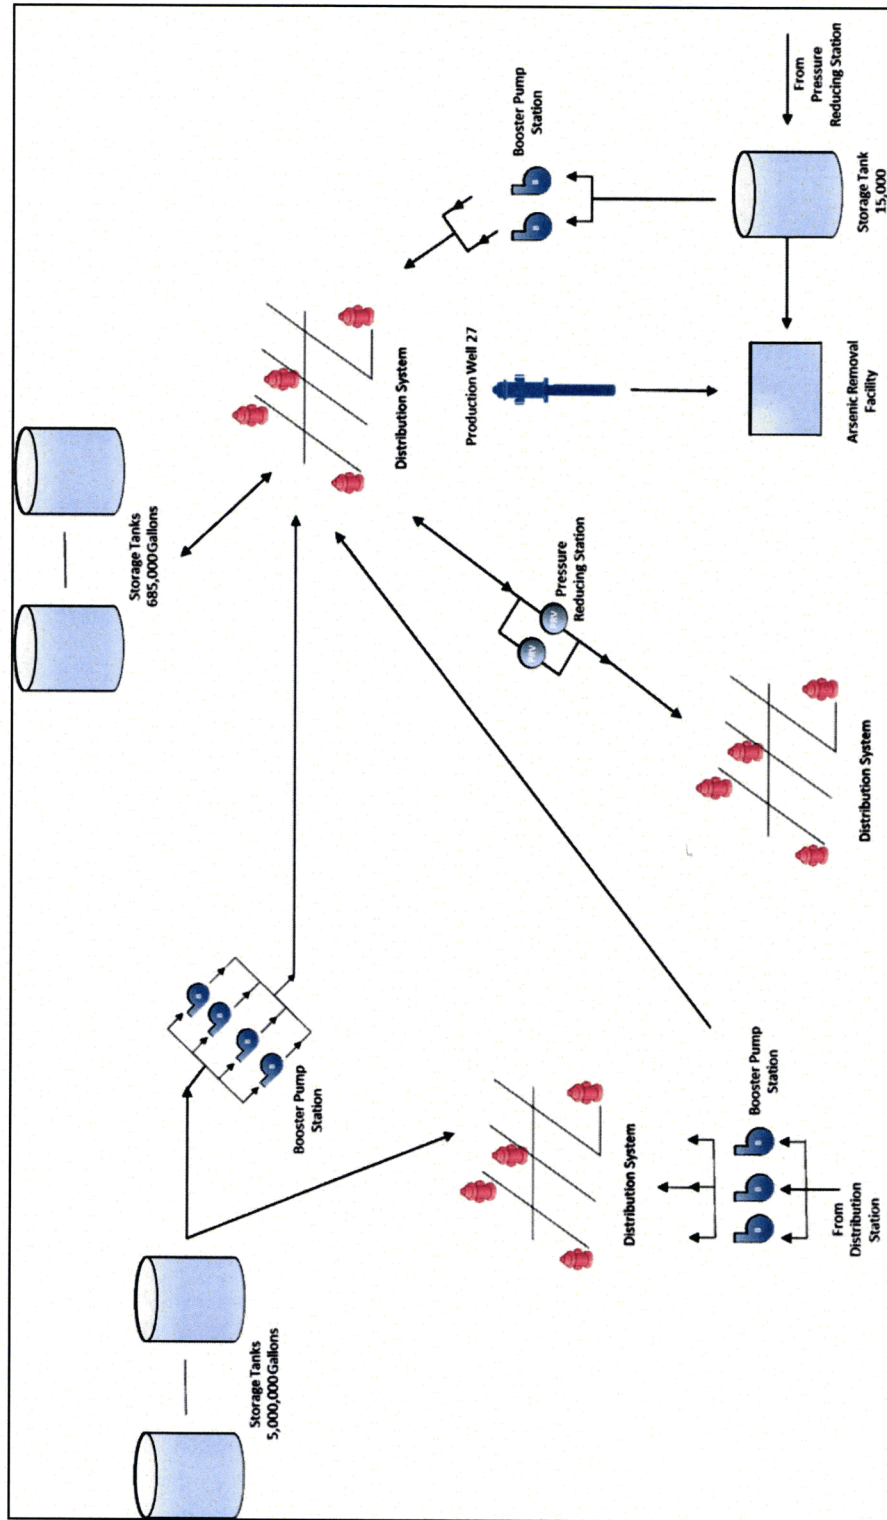 Storage Tanks
5,000,000 Gallons
Booster Pump
Station
B
B
B
B
Storage Tanks
685,000 Gallons
Distribution System
Booster Pump
Station
B
B
From
Pressure
Reducing Station
Storage Tank
15,000
Production Well 27
Arsenic Removal
Facility
PRV
PRV
Pressure
Reducing Station
Distribution System
Distribution System
B
B
B
Booster Pump
Station
From
Distribution
Station